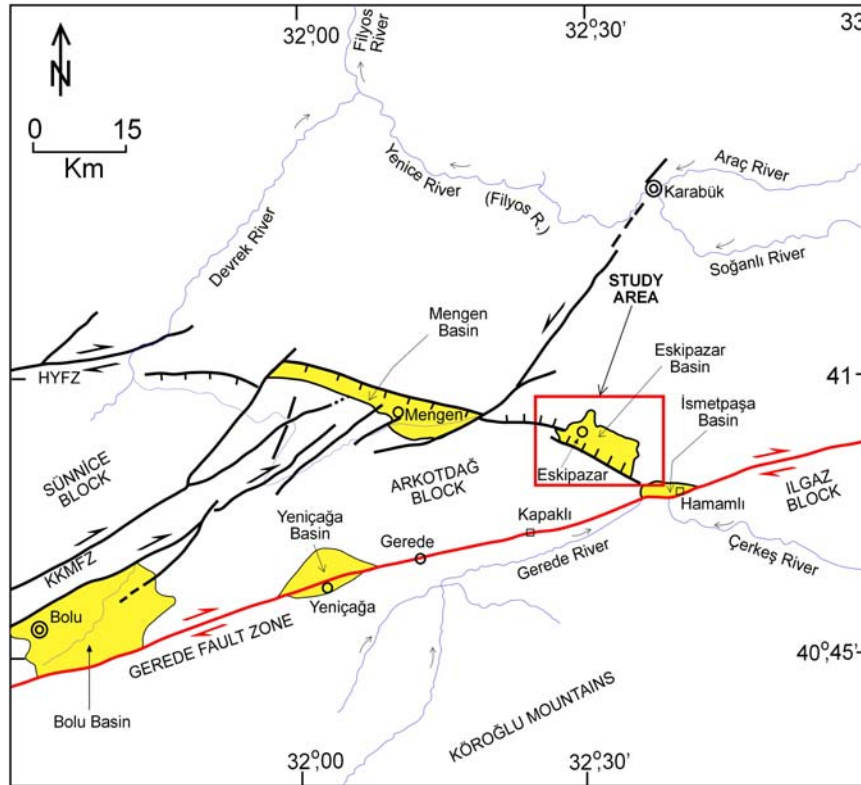 32°,00
32°,30'
33
N
0 15
Km
Filyos
River
Yenice River
(Filyos R.)
Araç River
Karabük
Soğanlı River
Devrek River
STUDY
AREA
Mengen
Basin
Eskipazar
Basin
HYFZ
41
Mengen
İsmetpaşa
Basin
SÜNNİCE
BLOCK
ARKOTDAĞ
BLOCK
Eskipazar
ILGAZ
BLOCK
Hamamlı
Yeniçağa
Basin
Gerede
Kapaklı
Gerede River
Çerkeş River
KKMFZ
Yeniçağa
Bolu
GEREDE FAULT ZONE
40°,45'
Bolu Basin
KÖROĞLU MOUNTAINS
32°,00
32°,30'